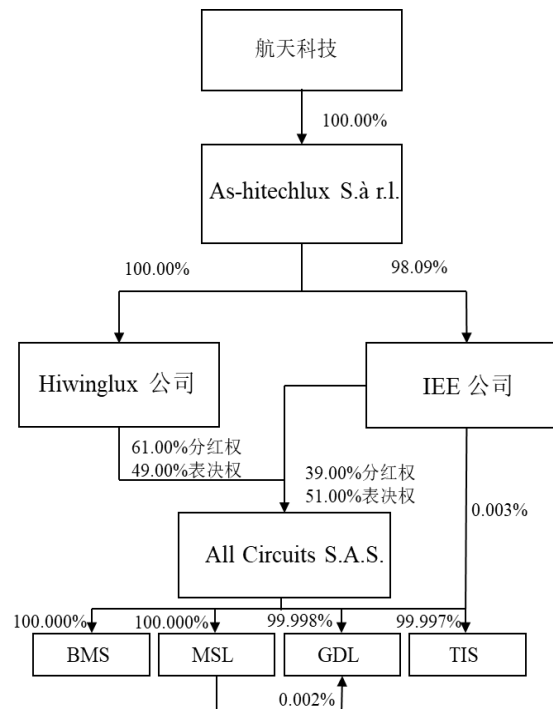 航天科技
100.00%
As-hitechlux S.à r.l.
100.00%
98.09%
Hiwinglux 公司
IEE 公司
61.00%分红权
49.00%表决权
39.00%分红权
51.00%表决权
0.003%
All Circuits S.A.S.
100.000%
100.000%
99.998%
99.997%
BMS
MSL
GDL
TIS
0.002%